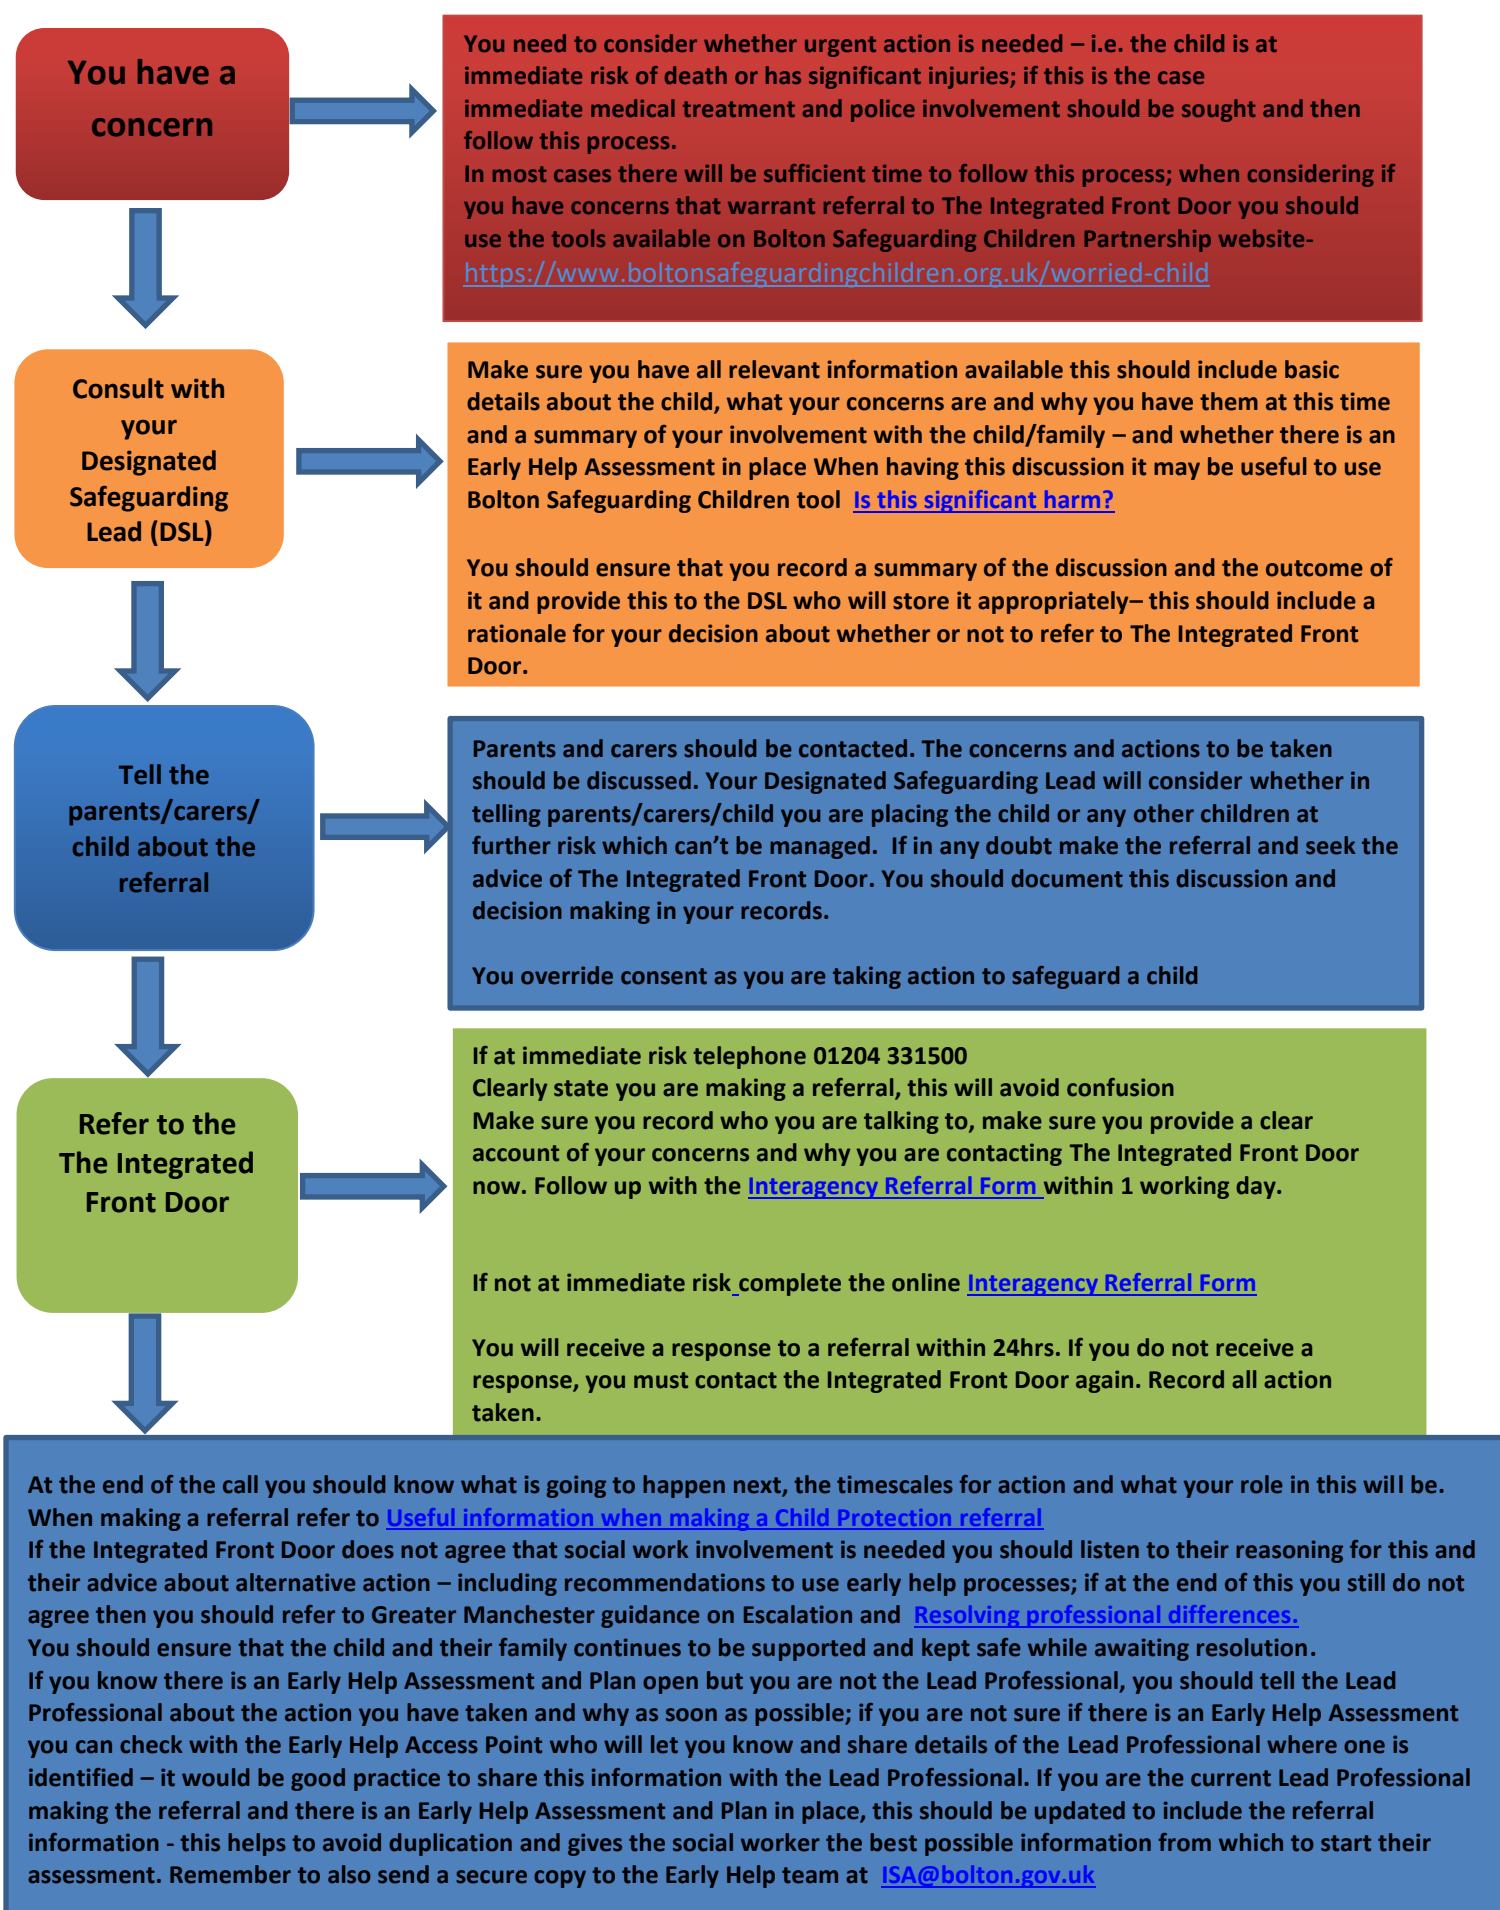 You have a
concern
You need to consider whether urgent action is needed – i.e. the child is at
immediate risk of death or has significant injuries; if this is the case
immediate medical treatment and police involvement should be sought and then
follow this process.
In most cases there will be sufficient time to follow this process; when considering if
you have concerns that warrant referral to The Integrated Front Door you should
use the tools available on Bolton Safeguarding Children Partnership website-
https://www.boltonsafeguardingchildren.org.uk/worried-child
Consult with
your
Designated
Safeguarding
Lead (DSL)
Make sure you have all relevant information available this should include basic
details about the child, what your concerns are and why you have them at this time
and a summary of your involvement with the child/family – and whether there is an
Early Help Assessment in place When having this discussion it may be useful to use
Bolton Safeguarding Children tool Is this significant harm?
You should ensure that you record a summary of the discussion and the outcome of
it and provide this to the DSL who will store it appropriately– this should include a
rationale for your decision about whether or not to refer to The Integrated Front
Door.
Tell the
parents/carers/
child about the
referral
Parents and carers should be contacted. The concerns and actions to be taken
should be discussed. Your Designated Safeguarding Lead will consider whether in
telling parents/carers/child you are placing the child or any other children at
further risk which can’t be managed. If in any doubt make the referral and seek the
advice of The Integrated Front Door. You should document this discussion and
decision making in your records.
You override consent as you are taking action to safeguard a child
Refer to the
The Integrated
Front Door
If at immediate risk telephone 01204 331500
Clearly state you are making a referral, this will avoid confusion
Make sure you record who you are talking to, make sure you provide a clear
account of your concerns and why you are contacting The Integrated Front Door
now. Follow up with the Interagency Referral Form within 1 working day.
If not at immediate risk complete the online Interagency Referral Form
You will receive a response to a referral within 24hrs. If you do not receive a
response, you must contact the Integrated Front Door again. Record all action
taken.
At the end of the call you should know what is going to happen next, the timescales for action and what your role in this will be.
When making a referral refer to Useful information when making a Child Protection referral
If the Integrated Front Door does not agree that social work involvement is needed you should listen to their reasoning for this and
their advice about alternative action – including recommendations to use early help processes; if at the end of this you still do not
agree then you should refer to Greater Manchester guidance on Escalation and Resolving professional differences.
You should ensure that the child and their family continues to be supported and kept safe while awaiting resolution.
If you know there is an Early Help Assessment and Plan open but you are not the Lead Professional, you should tell the Lead
Professional about the action you have taken and why as soon as possible; if you are not sure if there is an Early Help Assessment
you can check with the Early Help Access Point who will let you know and share details of the Lead Professional where one is
identified – it would be good practice to share this information with the Lead Professional. If you are the current Lead Professional
making the referral and there is an Early Help Assessment and Plan in place, this should be updated to include the referral
information - this helps to avoid duplication and gives the social worker the best possible information from which to start their
assessment. Remember to also send a secure copy to the Early Help team at ISA@bolton.gov.uk